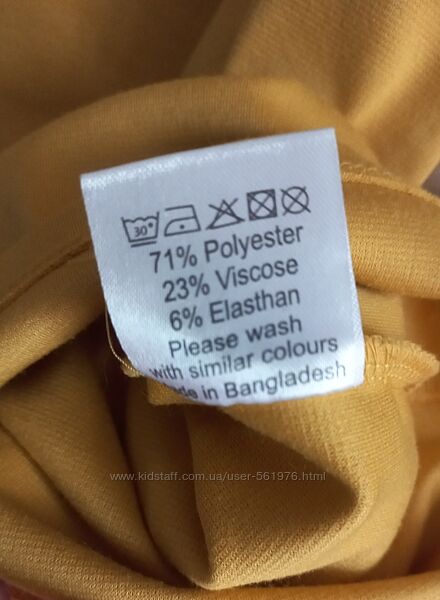 30°
71% Polyester
23% Viscose
6% Elasthan
Please wash
with similar colours
in Bangladesh
www.kidstaff.com.ua/user-561976.html